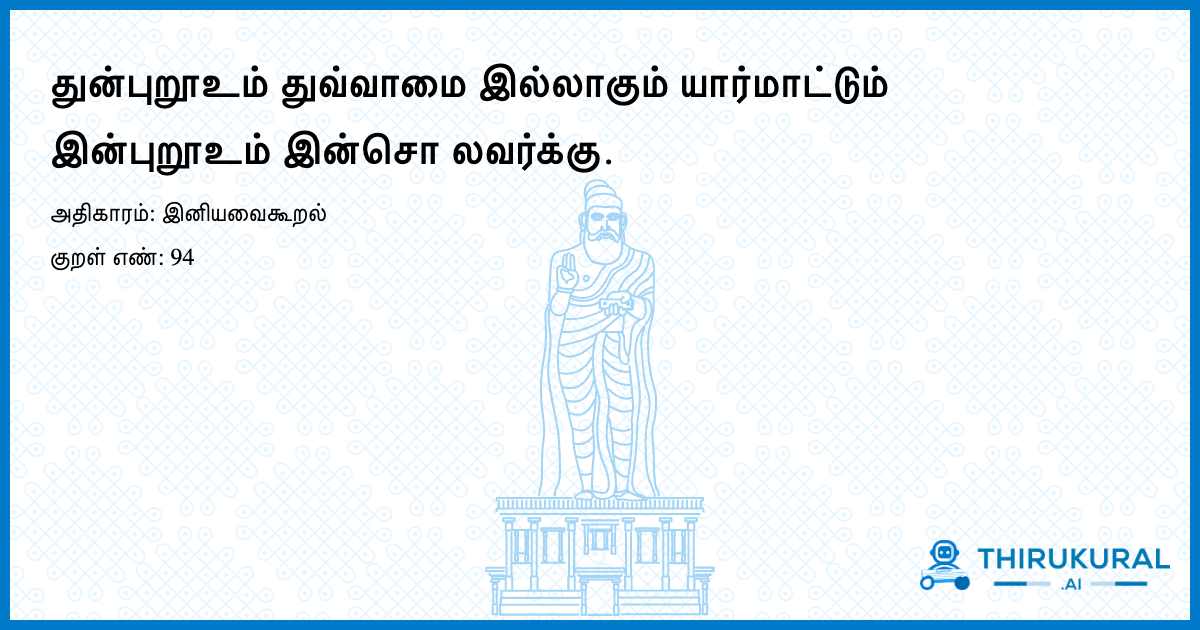 துன்புறூஉம் துவ்வாமை இல்லாகும் யார்மாட்டும்
இன்புறூஉம் இன்சொ லவர்க்கு.
அதிகாரம்: இனியவைகூறல்
குறள் எண்: 94
THIRUKURAL
.AI